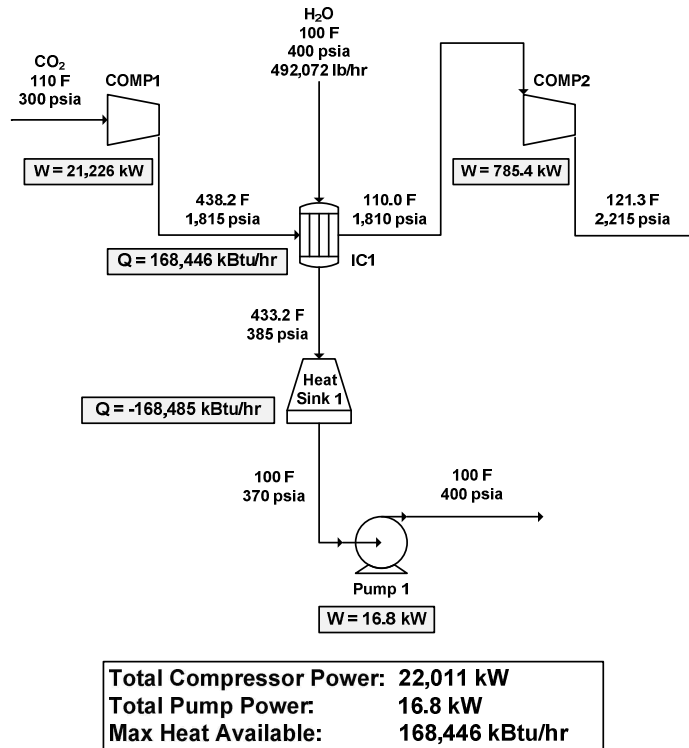 H₂O
100 F
400 psia
492,072 lb/hr
CO₂
110 F
300 psia
COMP1
COMP2
W = 21,226 kW
W = 785.4 kW
438.2 F
1,815 psia
110.0 F
1,810 psia
121.3 F
2,215 psia
Q = 168,446 kBtu/hr
IC1
433.2 F
385 psia
Heat
Sink 1
Q = -168,485 kBtu/hr
100 F
370 psia
100 F
400 psia
Pump 1
W = 16.8 kW
Total Compressor Power: 22,011 kW
Total Pump Power: 16.8 kW
Max Heat Available: 168,446 kBtu/hr